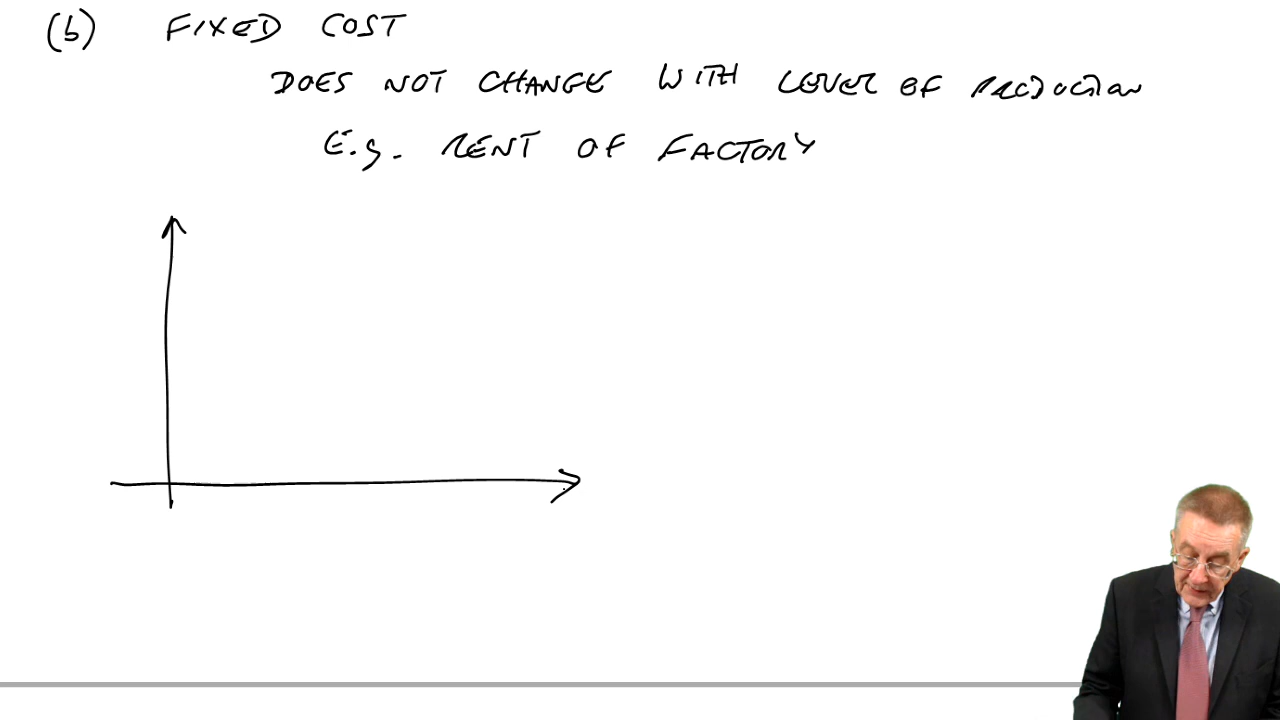 (b) FIXED COST
DOES NOT CHANGE WITH LEVEL OF PRODUCTION
E.g. RENT OF FACTORY